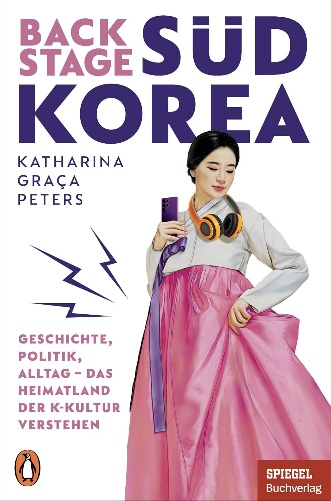 BACK
STAGE
SÜD
KOREA
KATHARINA
GRAÇA
PETERS
GESCHICHTE,
POLITIK,
ALLTAG – DAS
HEIMATLAND
DER K-KULTUR
VERSTEHEN
SPIEGEL
Buchverlag